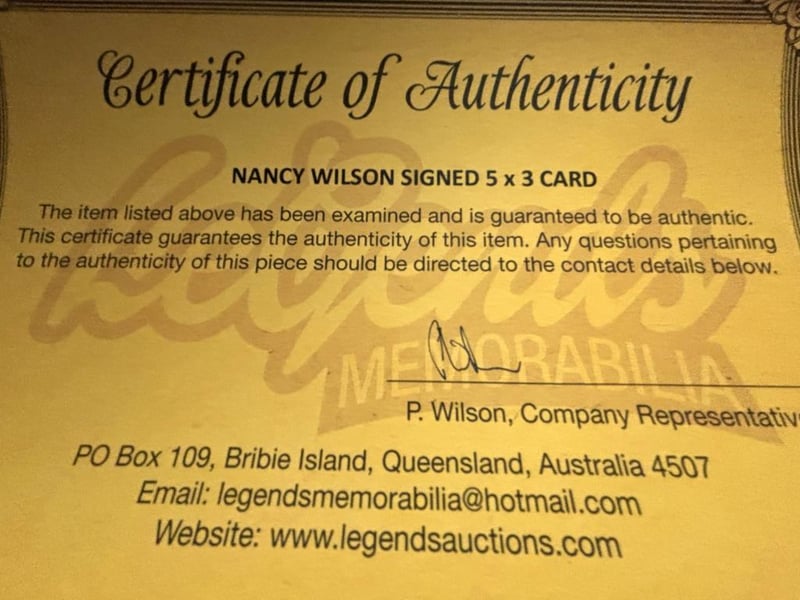 Certificate of Authenticity
NANCY WILSON SIGNED 5 x 3 CARD
The item listed above has been examined and is guaranteed to be authentic.
This certificate guarantees the authenticity of this item. Any questions pertaining
to the authenticity of this piece should be directed to the contact details below.
Legends
MEMORABILIA
P. Wilson, Company Representativ
PO Box 109, Bribie Island, Queensland, Australia 4507
Email: legendsmemorabilia@hotmail.com
Website: www.legendsauctions.com